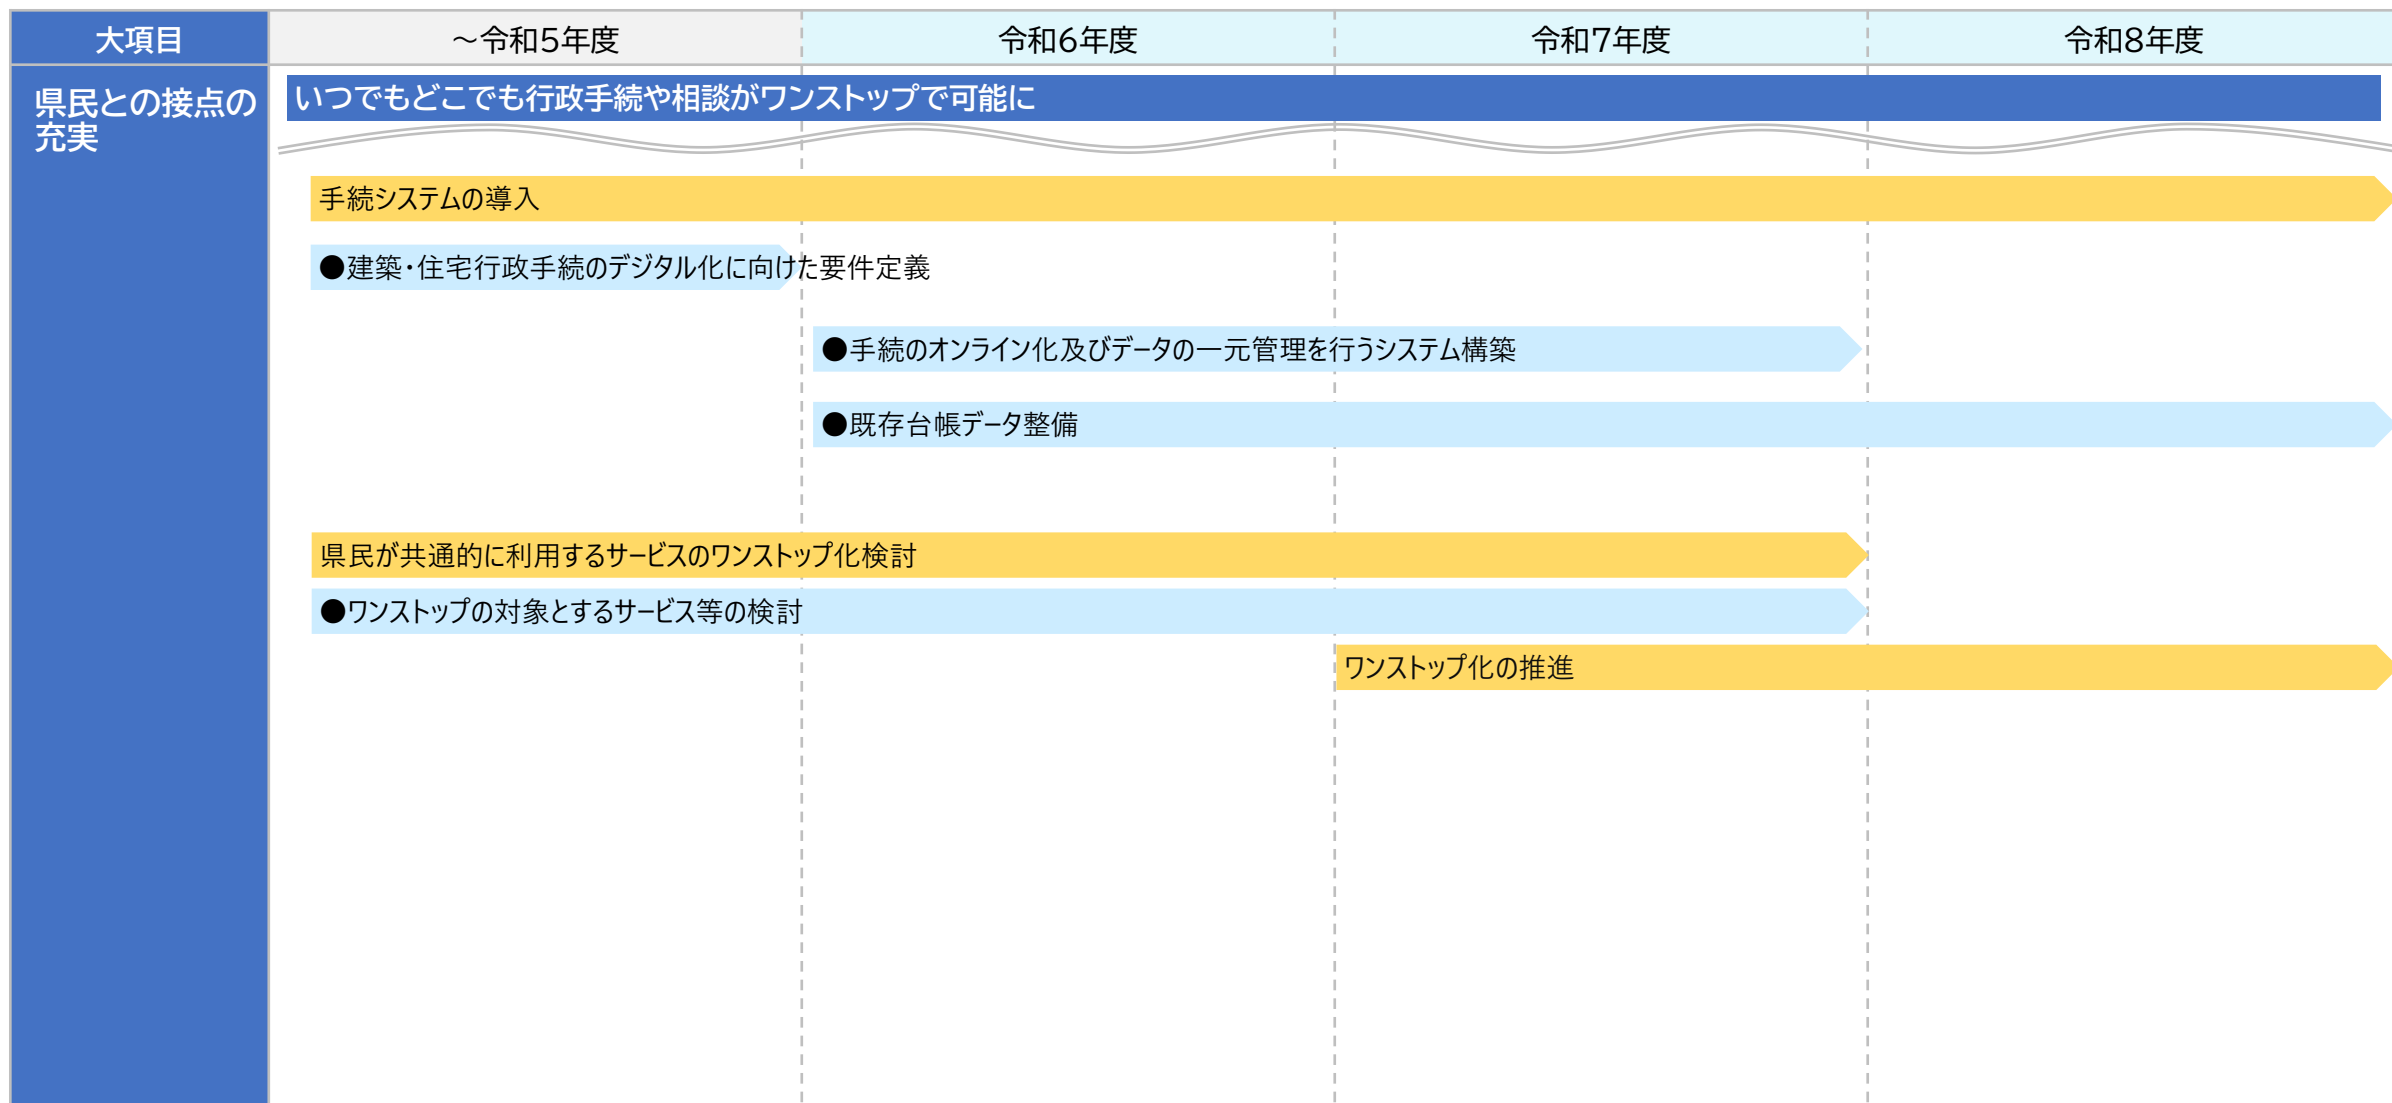 大項目
～令和5年度
令和6年度
令和7年度
令和8年度
県民との接点の
充実
いつでもどこでも行政手続や相談がワンストップで可能に
手続システムの導入
●建築・住宅行政手続のデジタル化に向けた要件定義
●手続のオンライン化及びデータの一元管理を行うシステム構築
●既存台帳データ整備
県民が共通的に利用するサービスのワンストップ化検討
●ワンストップの対象とするサービス等の検討
ワンストップ化の推進